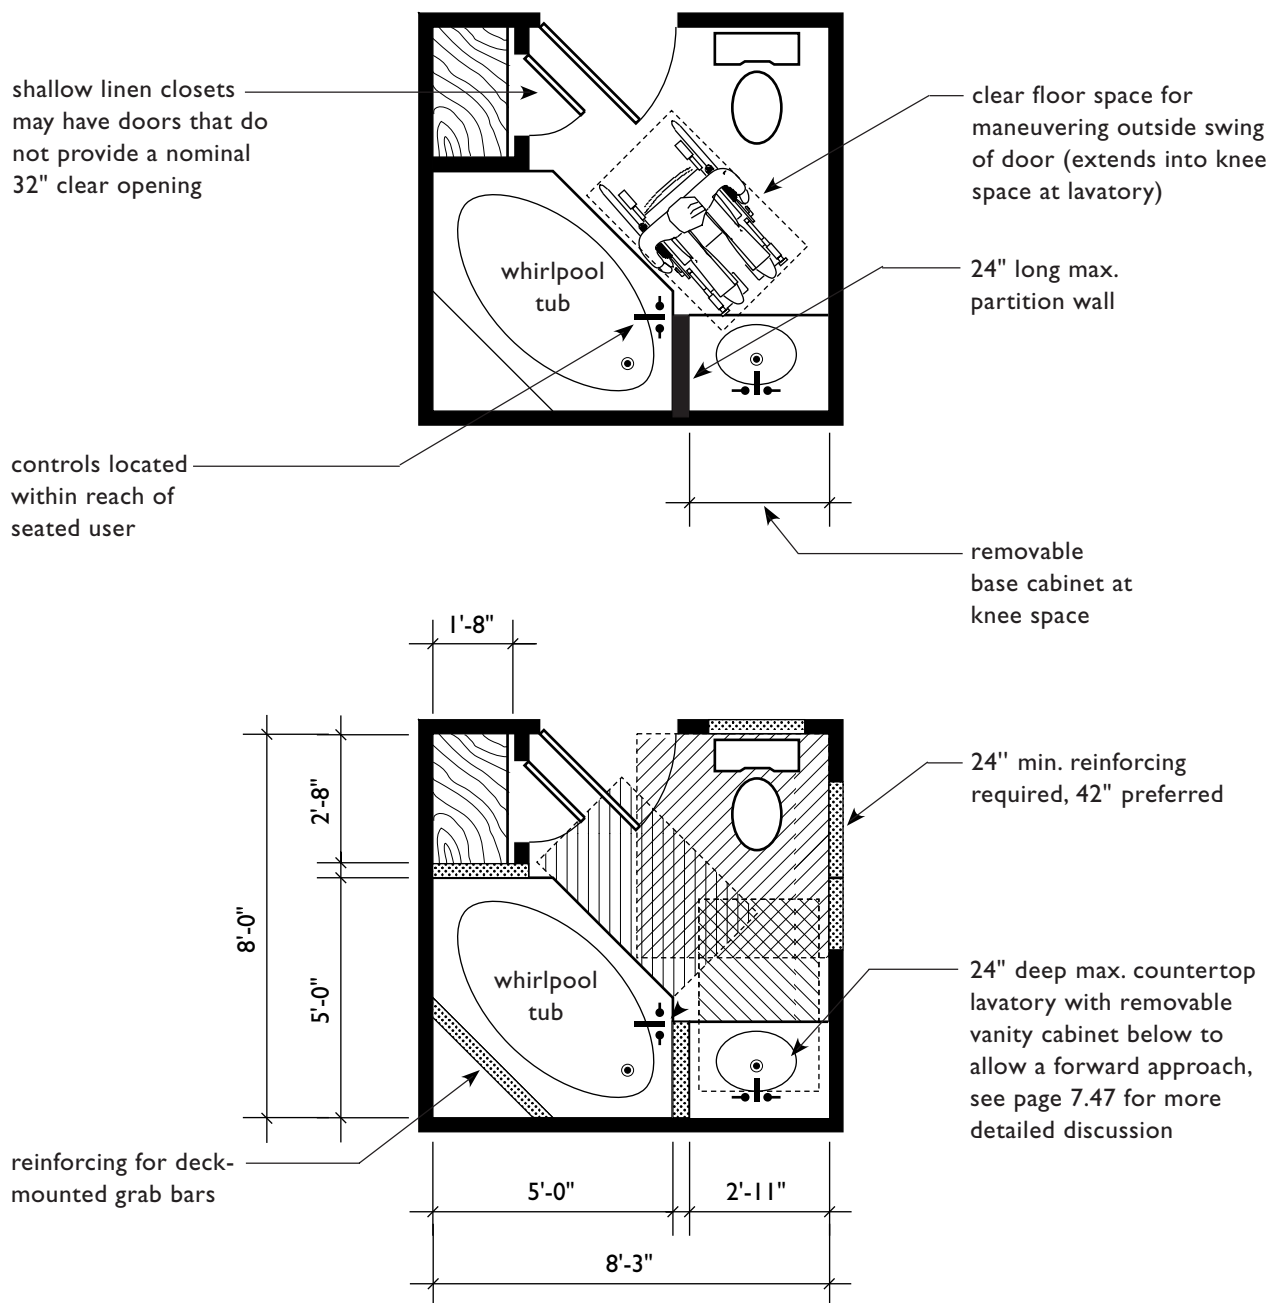 shallow linen closets
may have doors that do
not provide a nominal
32" clear opening
clear floor space for
maneuvering outside swing
of door (extends into knee
space at lavatory)
whirlpool
tub
24" long max.
partition wall
controls located
within reach of
seated user
removable
base cabinet at
knee space
1'-8"
2'-8"
8'-0"
5'-0"
24'' min. reinforcing
required, 42" preferred
whirlpool
tub
24" deep max. countertop
lavatory with removable
vanity cabinet below to
allow a forward approach,
see page 7.47 for more
detailed discussion
reinforcing for deck-
mounted grab bars
5'-0"
2'-11"
8'-3"